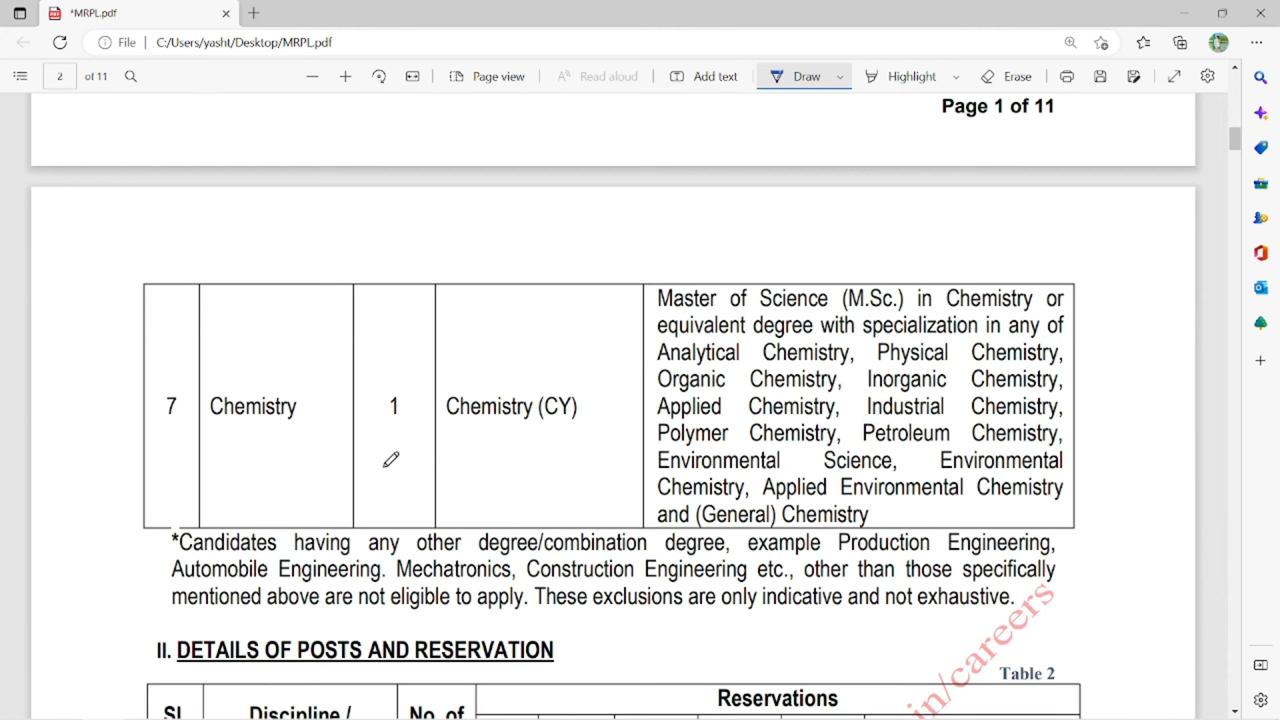 *MRPL.pdf
File
C:/Users/yasht/Desktop/MRPL.pdf
2 of 11
Page view
Read aloud
Add text
Draw
Highlight
Erase
Page 1 of 11
7
Chemistry
1
Chemistry (CY)
Master of Science (M.Sc.) in Chemistry or
equivalent degree with specialization in any of
Analytical Chemistry, Physical Chemistry,
Organic Chemistry, Inorganic Chemistry,
Applied Chemistry, Industrial Chemistry,
Polymer Chemistry, Petroleum Chemistry,
Environmental Science, Environmental
Chemistry, Applied Environmental Chemistry
and (General) Chemistry
*Candidates having any other degree/combination degree, example Production Engineering,
Automobile Engineering. Mechatronics, Construction Engineering etc., other than those specifically
mentioned above are not eligible to apply. These exclusions are only indicative and not exhaustive.
in/careers
II. DETAILS OF POSTS AND RESERVATION
Table 2
Reservations
Sl
Discipline /
No. of